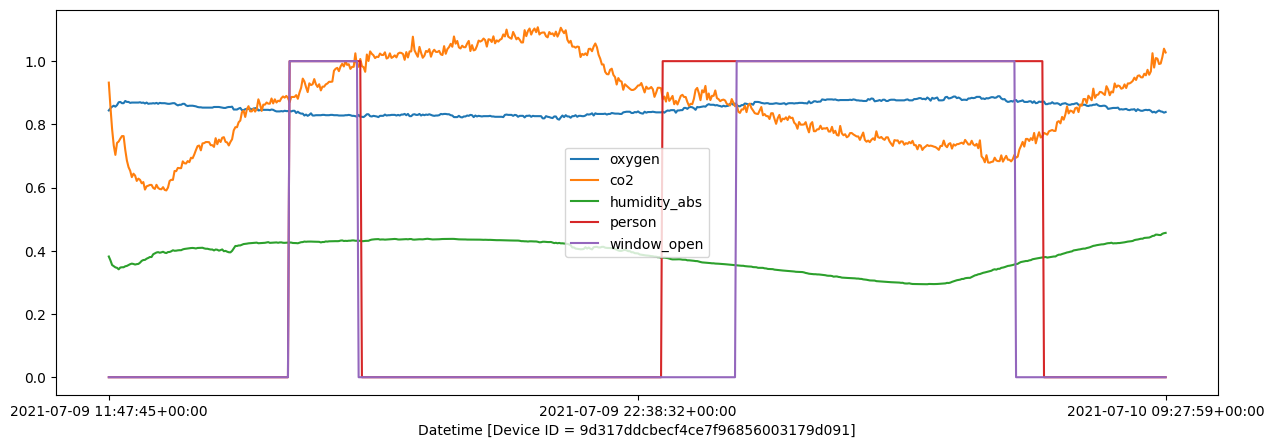 1.0
0.8
0.6
0.4
0.2
0.0
oxygen
co2
humidity_abs
person
window_open
2021-07-09 11:47:45+00:00
2021-07-09 22:38:32+00:00
2021-07-10 09:27:59+00:00
Datetime [Device ID = 9d317ddcbecf4ce7f96856003179d091]